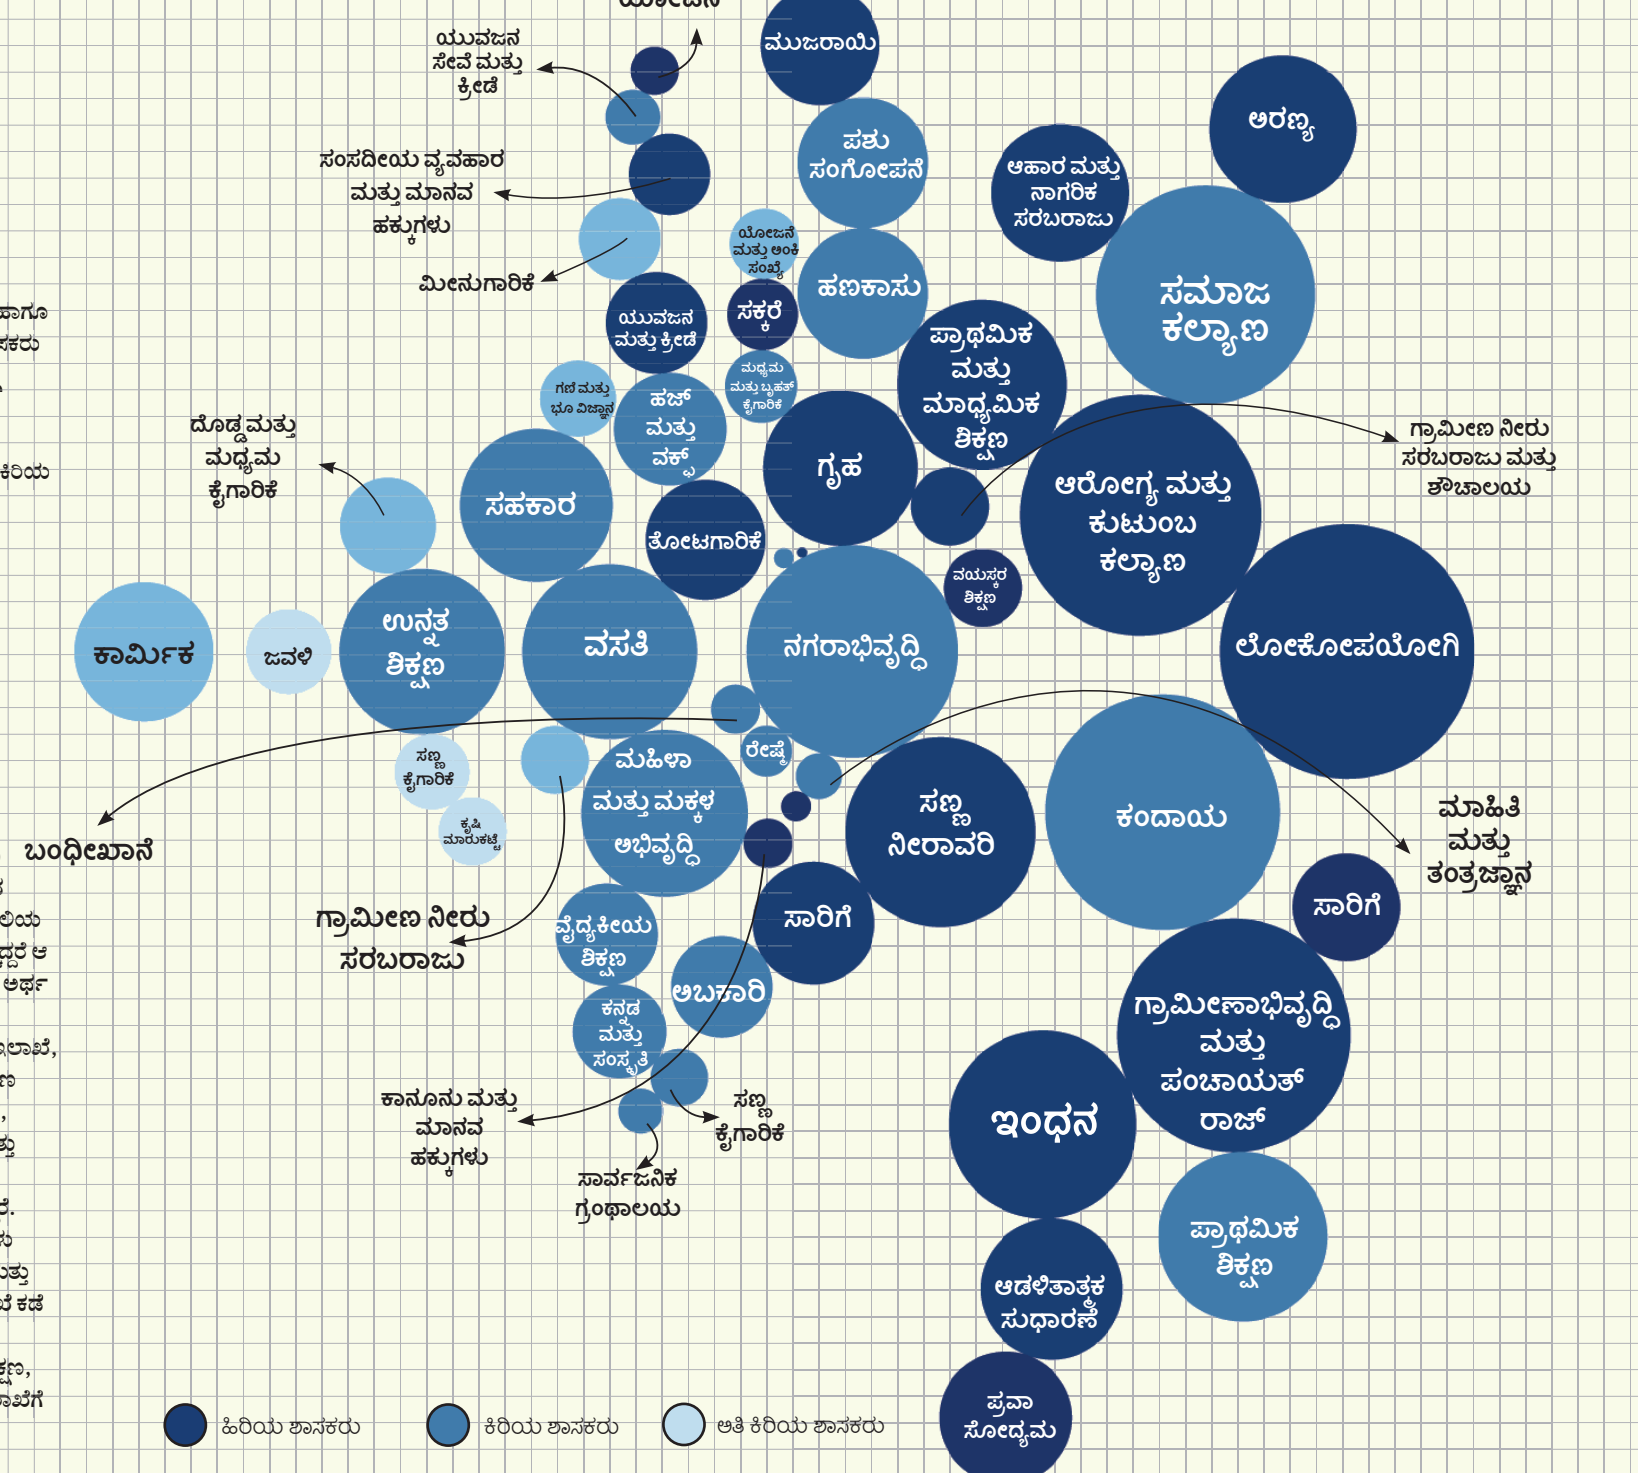 ಯೋಜನೆ
ಯುವಜನ
ಸೇವೆ ಮತ್ತು
ಕ್ರೀಡೆ
ಮುಜರಾಯಿ
ಅರಣ್ಯ
ಪಶು
ಸಂಗೋಪನೆ
ಆಹಾರ ಮತ್ತು
ನಾಗರಿಕ
ಸರಬರಾಜು
ಸಂಸದೀಯ ವ್ಯವಹಾರ
ಮತ್ತು ಮಾನವ
ಹಕ್ಕುಗಳು
ಯೋಜನೆ
ಮತ್ತು ಅಂಕಿ
ಸಂಖ್ಯೆ
ಮೀನುಗಾರಿಕೆ
ಹಣಕಾಸು
ಸಮಾಜ
ಕಲ್ಯಾಣ
ಹಾಗೂ
ಸಕರು
ಯುವಜನ
ಮತ್ತು ಕ್ರೀಡೆ
ಸಕ್ಕರೆ
ಪ್ರಾಥಮಿಕ
ಮತ್ತು
ಮಾಧ್ಯಮಿಕ
ಶಿಕ್ಷಣ
ಗಣಿ ಮತ್ತು
ಭೂ ವಿಜ್ಞಾನ
ಹಜ್
ಮತ್ತು
ವಕ್ಫ್
ಮಧ್ಯಮ
ಮತ್ತು ಬೃಹತ್
ಕೈಗಾರಿಕೆ
ದೊಡ್ಡ ಮತ್ತು
ಮಧ್ಯಮ
ಕೈಗಾರಿಕೆ
ಕಿರಿಯ
ಗೃಹ
ಗ್ರಾಮೀಣ ನೀರು
ಸರಬರಾಜು ಮತ್ತು
ಶೌಚಾಲಯ
ಸಹಕಾರ
ತೋಟಗಾರಿಕೆ
ಆರೋಗ್ಯ ಮತ್ತು
ಕುಟುಂಬ
ಕಲ್ಯಾಣ
ವಯಸ್ಕರ
ಶಿಕ್ಷಣ
ಕಾರ್ಮಿಕ
ಜವಳಿ
ಉನ್ನತ
ಶಿಕ್ಷಣ
ವಸತಿ
ನಗರಾಭಿವೃದ್ಧಿ
ಲೋಕೋಪಯೋಗಿ
ರೇಷ್ಮೆ
ಸಣ್ಣ
ಕೈಗಾರಿಕೆ
ಕೃಷಿ
ಮಾರುಕಟ್ಟೆ
ಮಹಿಳಾ
ಮತ್ತು ಮಕ್ಕಳ
ಅಭಿವೃದ್ಧಿ
ಸಣ್ಣ
ನೀರಾವರಿ
ಕಂದಾಯ
ಮಾಹಿತಿ
ಮತ್ತು
ತಂತ್ರಜ್ಞಾನ
ಬಂಧೀಖಾನೆ
ಗ್ರಾಮೀಣ ನೀರು
ಸರಬರಾಜು
ವೈದ್ಯಕೀಯ
ಶಿಕ್ಷಣ
ಸಾರಿಗೆ
ಸಾರಿಗೆ
ಲಿಯ
ದ್ದರೆ ಆ
ಅರ್ಥ
ಅಬಕಾರಿ
ಕನ್ನಡ
ಮತ್ತು
ಸಂಸ್ಕೃತಿ
ಗ್ರಾಮೀಣಾಭಿವೃದ್ಧಿ
ಮತ್ತು
ಪಂಚಾಯತ್
ರಾಜ್
ಇಲಾಖೆ,
ಇಂಧನ
ಕಾನೂನು ಮತ್ತು
ಮಾನವ
ಹಕ್ಕುಗಳು
ಸಣ್ಣ
ಕೈಗಾರಿಕೆ
ಸಾರ್ವಜನಿಕ
ಗ್ರಂಥಾಲಯ
ಪ್ರಾಥಮಿಕ
ಶಿಕ್ಷಣ
ಆಡಳಿತಾತ್ಮಕ
ಸುಧಾರಣೆ
ಪ್ರವಾ
ಸೋದ್ಯಮ
ಹಿರಿಯ ಶಾಸಕರು
ಕಿರಿಯ ಶಾಸಕರು
ಅತಿ ಕಿರಿಯ ಶಾಸಕರು